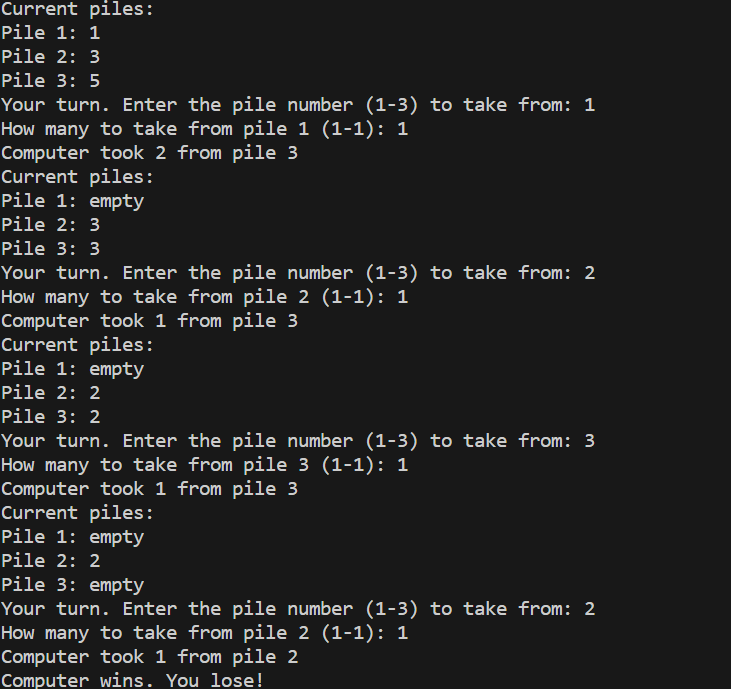 Current piles:
Pile 1: 1
Pile 2: 3
Pile 3: 5
Your turn. Enter the pile number (1-3) to take from: 1
How many to take from pile 1 (1-1): 1
Computer took 2 from pile 3
Current piles:
Pile 1: empty
Pile 2: 3
Pile 3: 3
Your turn. Enter the pile number (1-3) to take from: 2
How many to take from pile 2 (1-1): 1
Computer took 1 from pile 3
Current piles:
Pile 1: empty
Pile 2: 2
Pile 3: 2
Your turn. Enter the pile number (1-3) to take from: 3
How many to take from pile 3 (1-1): 1
Computer took 1 from pile 3
Current piles:
Pile 1: empty
Pile 2: 2
Pile 3: empty
Your turn. Enter the pile number (1-3) to take from: 2
How many to take from pile 2 (1-1): 1
Computer took 1 from pile 2
Computer wins. You lose!